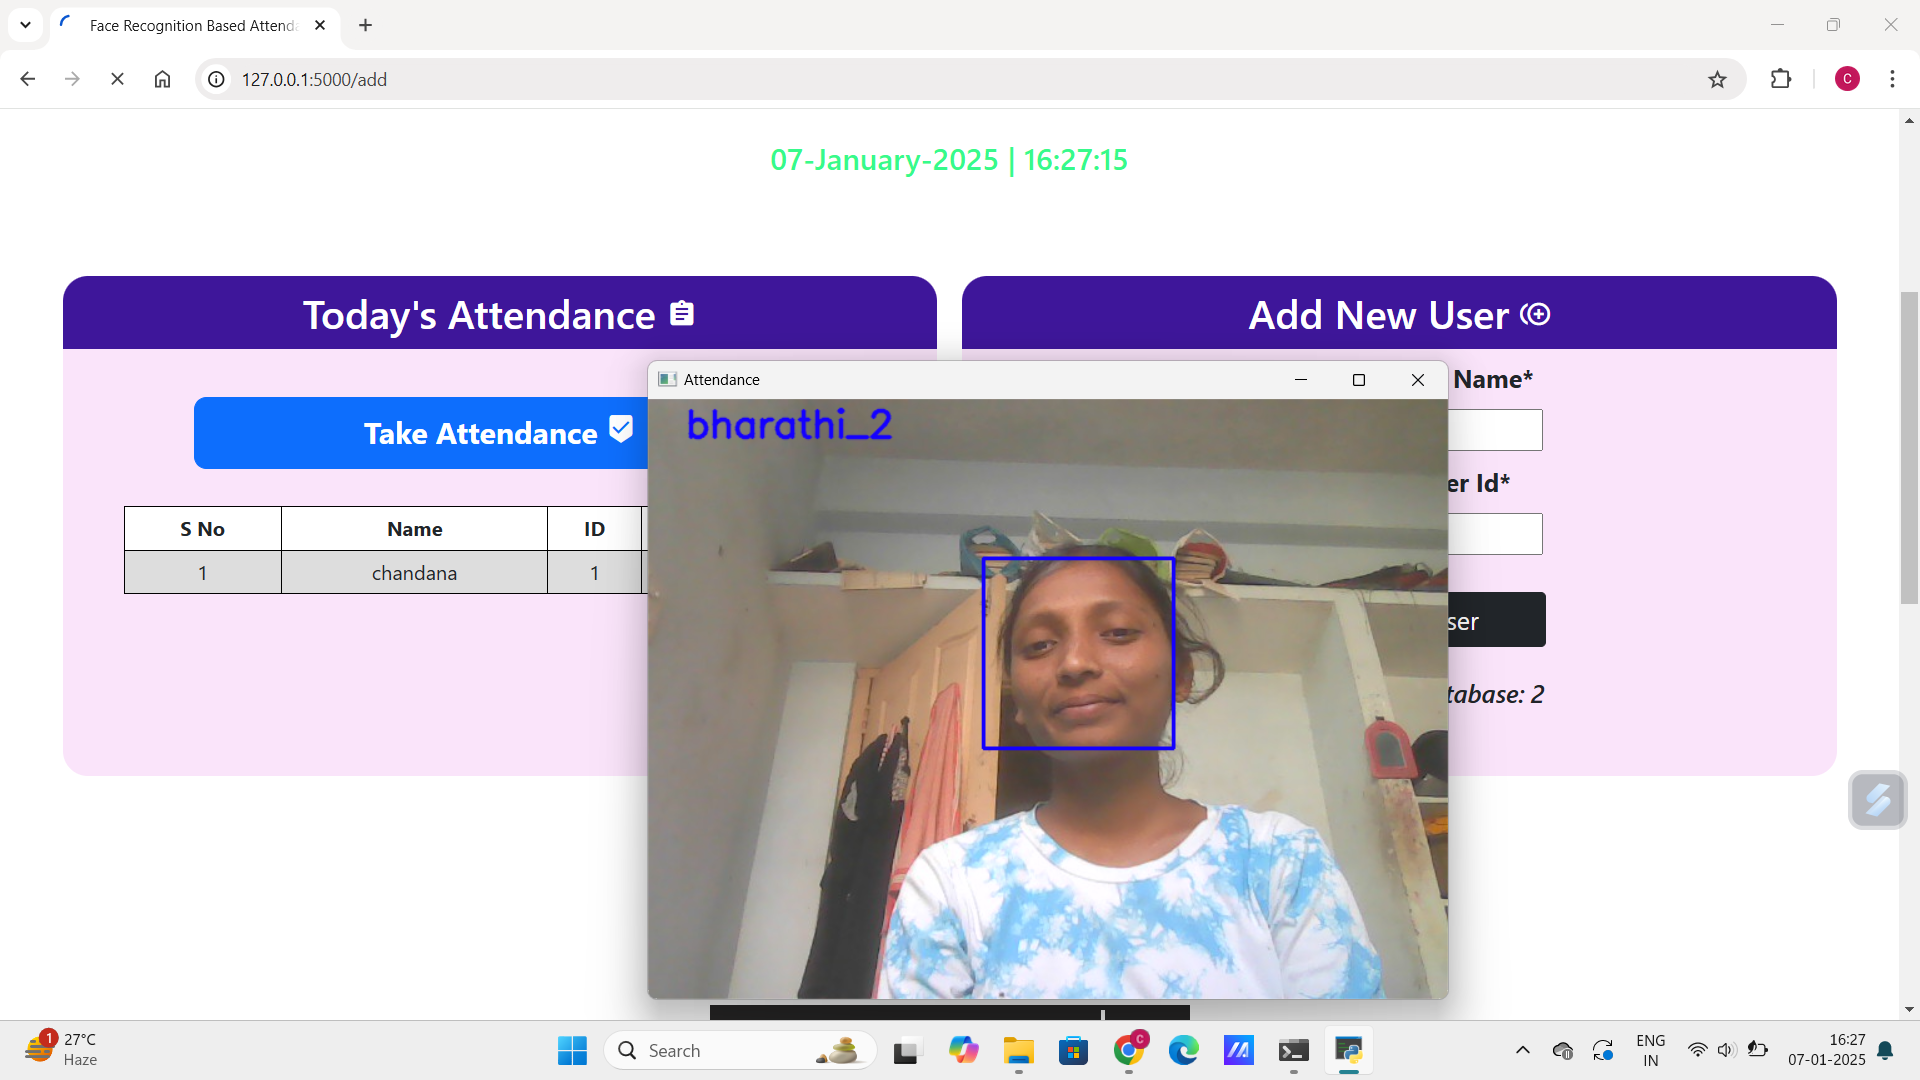 Face Recognition Based Attend
127.0.0.1:5000/add
C
07-January-2025 | 16:27:15
Today's Attendance
Add New User
Take Attendance
S No Name ID
1 chandana 1
Attendance
bharathi_2
Name*
er Id*
ser
tabase: 2
1
27°C
Haze
Search
C
ENG
IN
16:27
07-01-2025